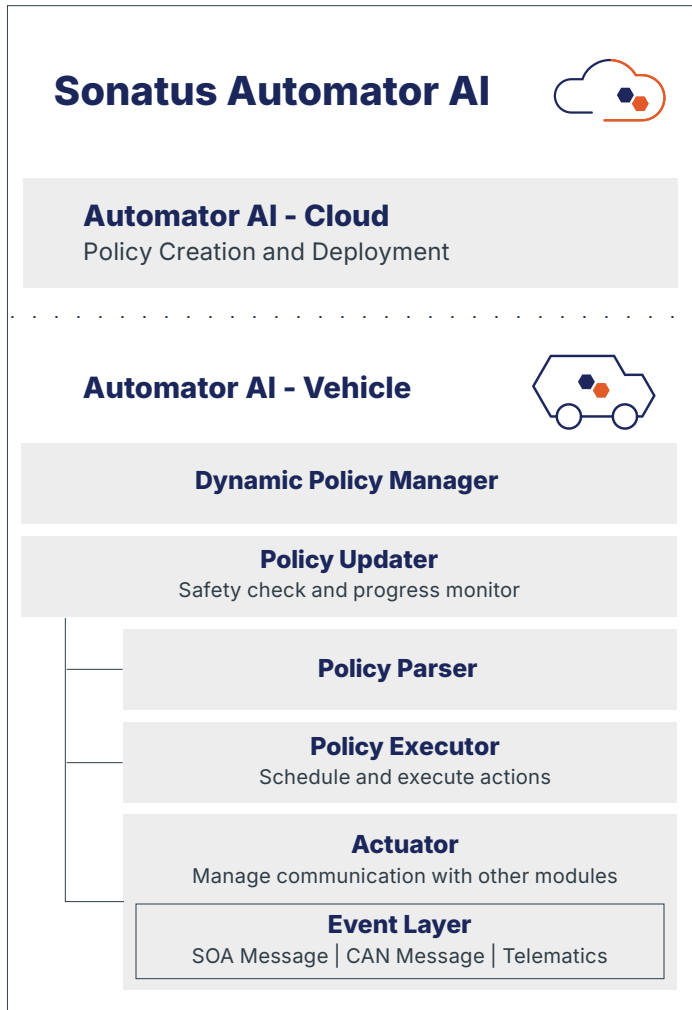 Sonatus Automator AI
Automator AI - Cloud
Policy Creation and Deployment
Automator AI - Vehicle
Dynamic Policy Manager
Policy Updater
Safety check and progress monitor
Policy Parser
Policy Executor
Schedule and execute actions
Actuator
Manage communication with other modules
Event Layer
SOA Message | CAN Message | Telematics